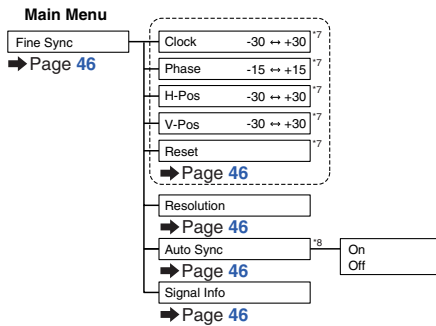 Main Menu
Fine Sync
➡Page 46
Clock -30 ↔ +30 *7
Phase -15 ↔ +15 *7
H-Pos -30 ↔ +30 *7
V-Pos -30 ↔ +30 *7
Reset *7
➡Page 46
Resolution
➡Page 46
Auto Sync *8
On
Off
➡Page 46
Signal Info
➡Page 46